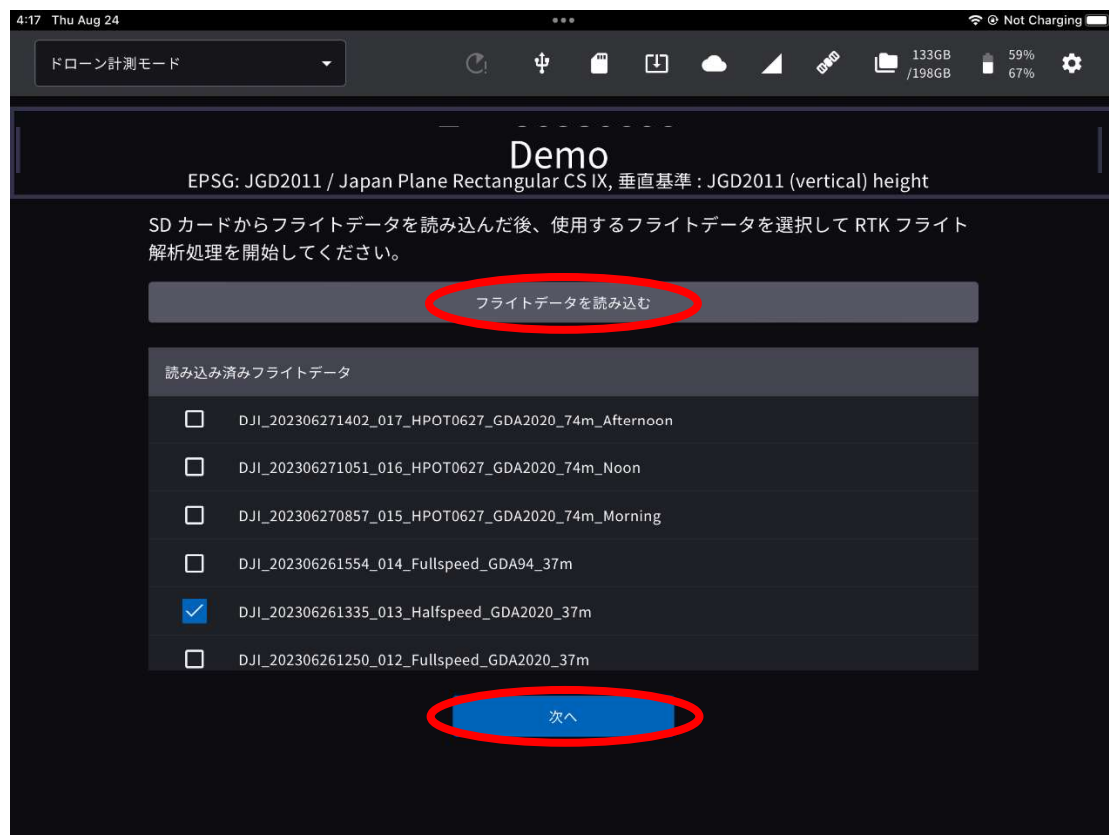 4:17 Thu Aug 24
Not Charging
ドローン計測モード
133GB
/198GB
59%
67%
Demo
EPSG: JGD2011 / Japan Plane Rectangular CS IX, 垂直基準 : JGD2011 (vertical) height
SD カードからフライトデータを読み込んだ後、使用するフライトデータを選択して RTK フライト
解析処理を開始してください。
フライトデータを読み込む
読み込み済みフライトデータ
DJI_202306271402_017_HPOT0627_GDA2020_74m_Afternoon
DJI_202306271051_016_HPOT0627_GDA2020_74m_Noon
DJI_202306270857_015_HPOT0627_GDA2020_74m_Morning
DJI_202306261554_014_Fullspeed_GDA94_37m
DJI_202306261335_013_Halfspeed_GDA2020_37m
DJI_202306261250_012_Fullspeed_GDA2020_37m
次へ